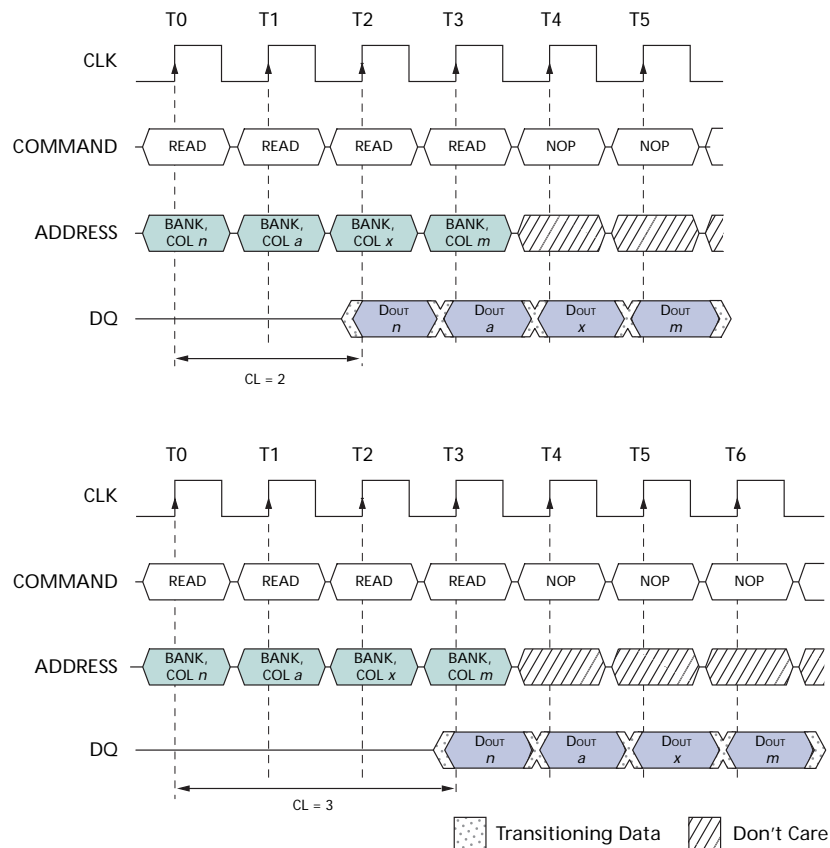 T0 T1 T2 T3 T4 T5
CLK
COMMAND READ READ READ READ NOP NOP
ADDRESS BANK, BANK, BANK, BANK,
COL n COL a COL x COL m
DQ DOUT DOUT DOUT DOUT
n a x m
CL = 2
T0 T1 T2 T3 T4 T5 T6
CLK
COMMAND READ READ READ READ NOP NOP NOP
ADDRESS BANK, BANK, BANK, BANK,
COL n COL a COL x COL m
DQ DOUT DOUT DOUT DOUT
n a x m
CL = 3
Transitioning Data Don't Care